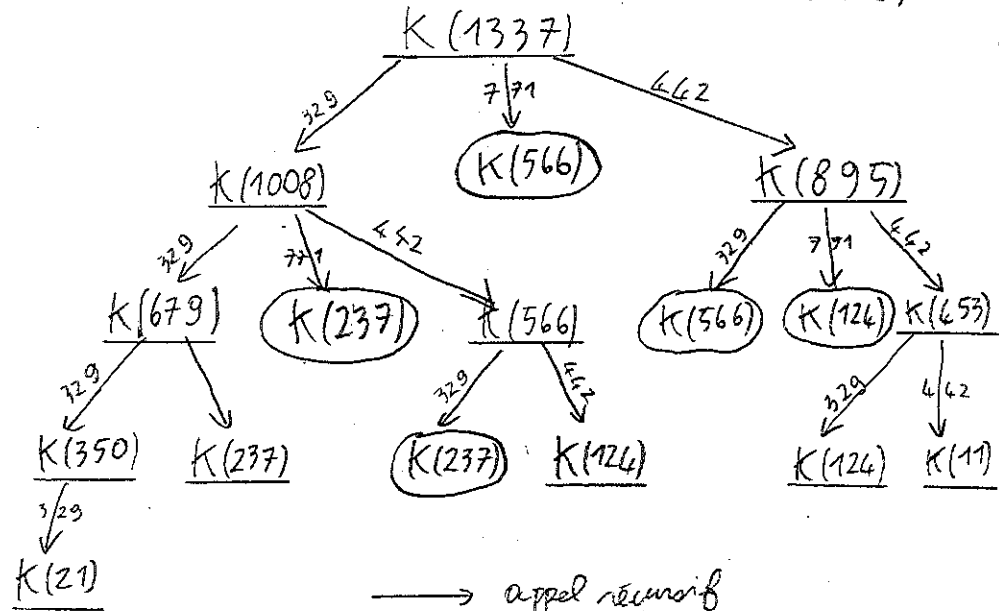 K(1337)
329 771 442
K(1008) K(566) K(895)
329 771 442 329 771 442
K(679) K(237) K(566) K(566) K(124) K(453)
329 329 442 329 442
K(350) K(237) K(237) K(124) K(124) K(11)
329
K(21)
appel récursif